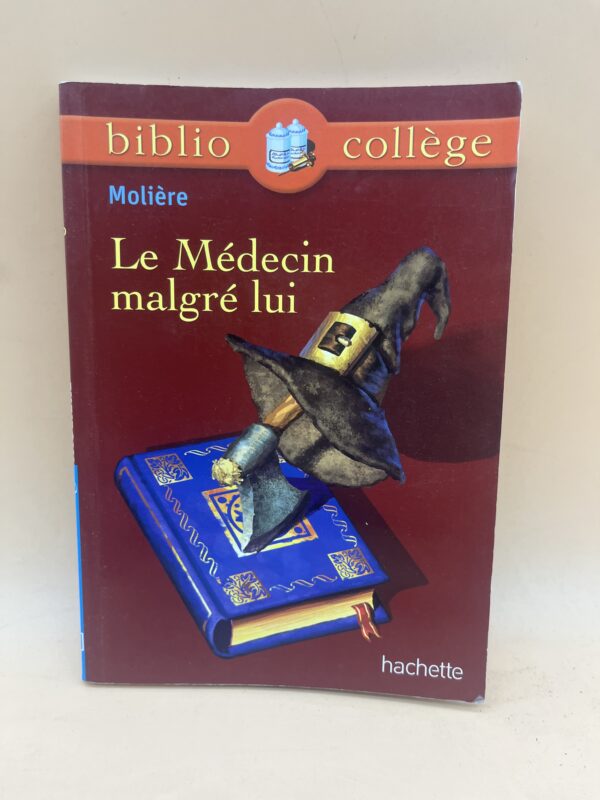 biblio collège
Molière
Le Médecin
malgré lui
hachette